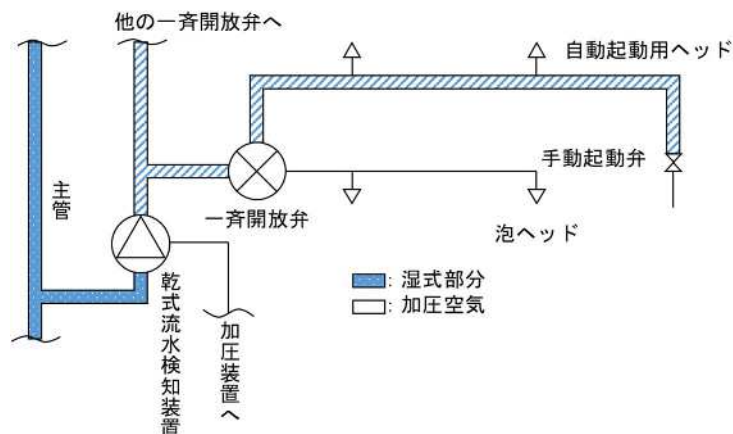 他の一斉開放弁へ
自動起動用ヘッド
手動起動弁
主管
一斉開放弁
泡ヘッド
乾式流水検知装置
加圧装置へ
: 湿式部分
: 加圧空気